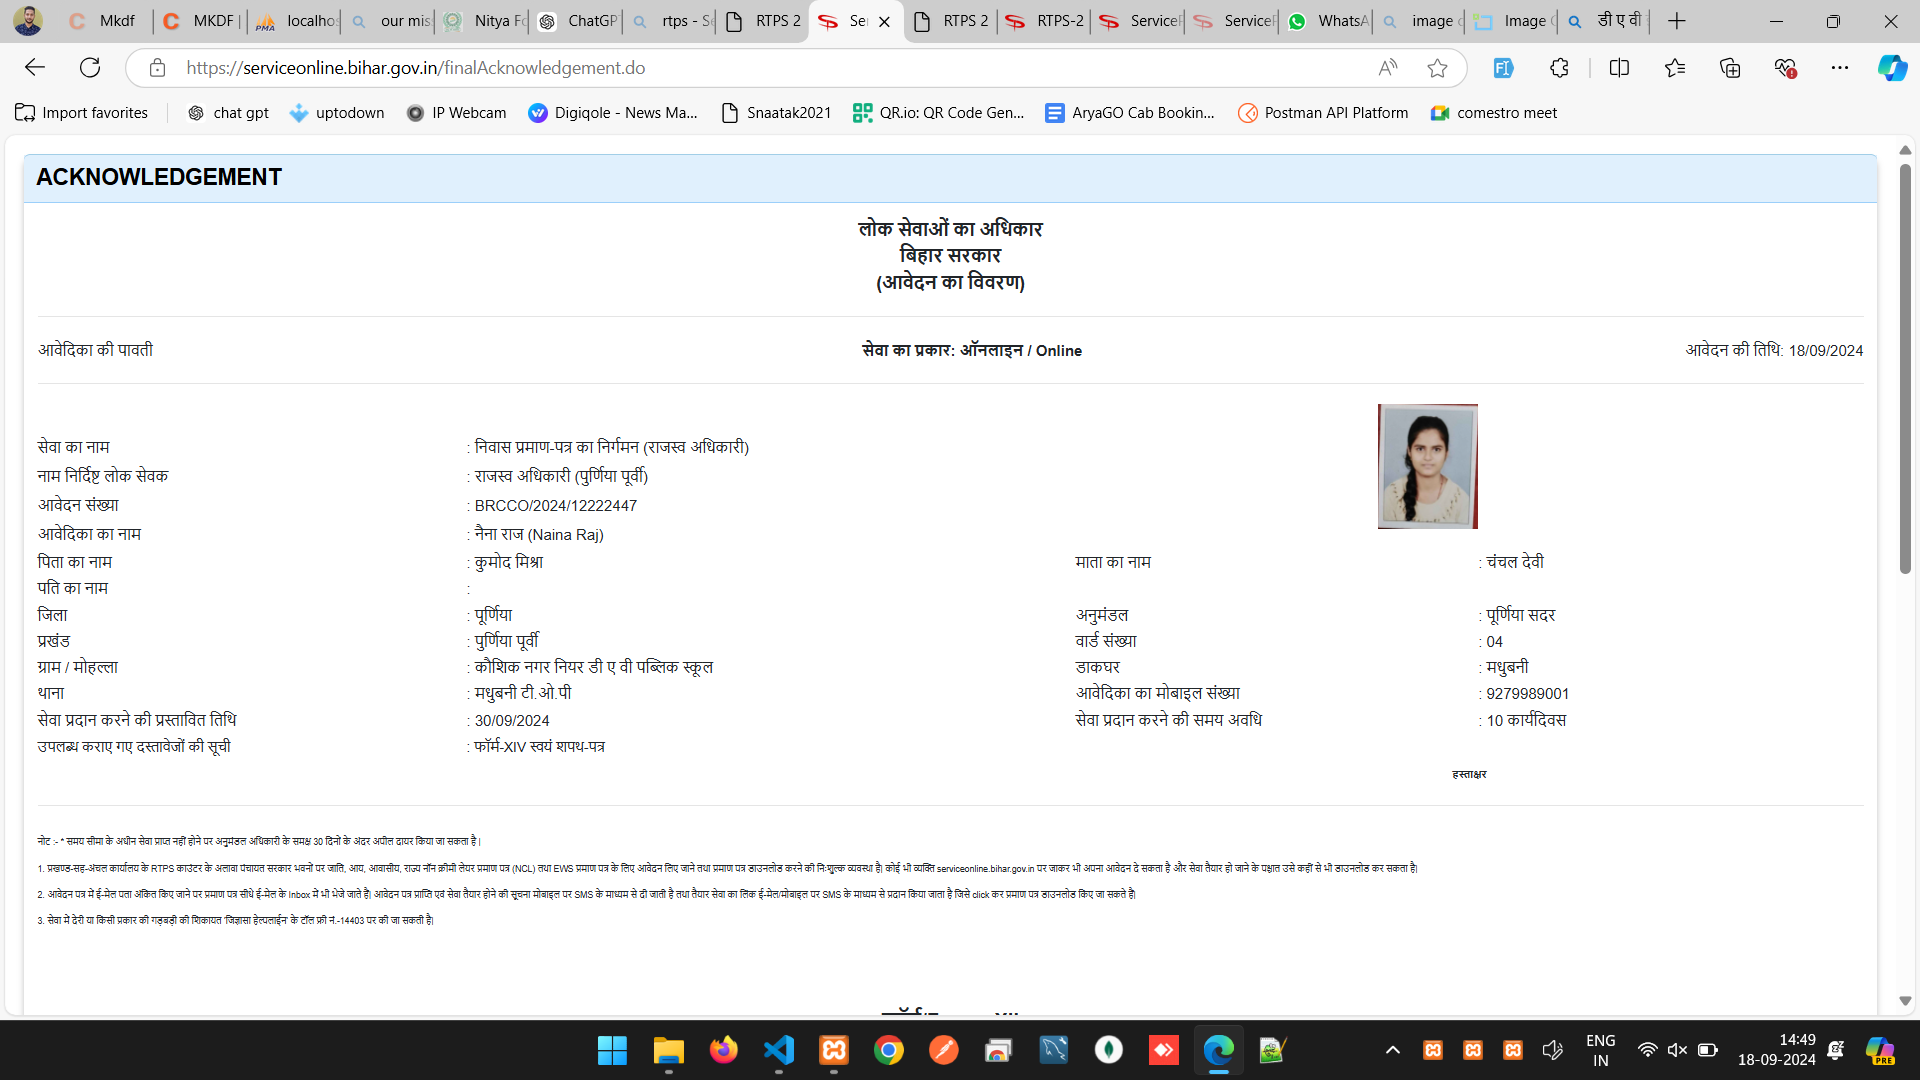 Mkdf
MKDF |
localhos
our mis
Nitya Fo
ChatGP
rtps - Se
RTPS 2
Ser
RTPS 2
RTPS-2
ServiceP
ServiceP
WhatsA
image c
Image C
डी ए वी
https://serviceonline.bihar.gov.in/finalAcknowledgement.do
Import favorites
chat gpt
uptodown
IP Webcam
Digiqole - News Ma...
Snaatak2021
QR.io: QR Code Gen...
AryaGO Cab Bookin...
Postman API Platform
comestro meet
ACKNOWLEDGEMENT
लोक सेवाओं का अधिकार
बिहार सरकार
(आवेदन का विवरण)
आवेदिका की पावती सेवा का प्रकार: ऑनलाइन / Online आवेदन की तिथि: 18/09/2024
सेवा का नाम : निवास प्रमाण-पत्र का निर्गमन (राजस्व अधिकारी)
नाम निर्दिष्ट लोक सेवक : राजस्व अधिकारी (पुर्णिया पूर्वी)
आवेदन संख्या : BRCCO/2024/12222447
आवेदिका का नाम : नैना राज (Naina Raj)
पिता का नाम : कुमोद मिश्रा माता का नाम : चंचल देवी
पति का नाम :
जिला : पूर्णिया अनुमंडल : पूर्णिया सदर
प्रखंड : पुर्णिया पूर्वी वार्ड संख्या : 04
ग्राम / मोहल्ला : कौशिक नगर नियर डी ए वी पब्लिक स्कूल डाकघर : मधुबनी
थाना : मधुबनी टी.ओ.पी आवेदिका का मोबाइल संख्या : 9279989001
सेवा प्रदान करने की प्रस्तावित तिथि : 30/09/2024 सेवा प्रदान करने की समय अवधि : 10 कार्यदिवस
उपलब्ध कराए गए दस्तावेजों की सूची : फॉर्म-XIV स्वयं शपथ-पत्र
हस्ताक्षर
नोट :- * समय सीमा के अधीन सेवा प्राप्त नहीं होने पर अनुमंडल अधिकारी के समक्ष 30 दिनों के अंदर अपील दायर किया जा सकता है |
1. प्रखण्ड-सह-अंचल कार्यालय के RTPS काउंटर के अलावा पंचायत सरकार भवनों पर जाति, आय, आवासीय, राज्य नॉन क्रीमी लेयर प्रमाण पत्र (NCL) तथा EWS प्रमाण पत्र के लिए आवेदन लिए जाने तथा प्रमाण पत्र डाउनलोड करने की निःशुल्क व्यवस्था है| कोई भी व्यक्ति serviceonline.bihar.gov.in पर जाकर भी अपना आवेदन दे सकता है और सेवा तैयार हो जाने के पश्चात उसे कहीं से भी डाउनलोड कर सकता है|
2. आवेदन पत्र में ई-मेल पता अंकित किए जाने पर प्रमाण पत्र सीधे ई-मेल के Inbox में भी भेजे जाते है| आवेदन पत्र प्राप्ति एवं सेवा तैयार होने की सूचना मोबाइल पर SMS के माध्यम से दी जाती है तथा तैयार सेवा का लिंक ई-मेल/मोबाइल पर SMS के माध्यम से प्रदान किया जाता है जिसे click कर प्रमाण पत्र डाउनलोड किए जा सकते है|
3. सेवा में देरी या किसी प्रकार की गड़बड़ी की शिकायत 'जिज्ञासा हेल्पलाईन' के टॉल फ्री नं.-14403 पर की जा सकती है|
ENG
IN
14:49
18-09-2024
PRE